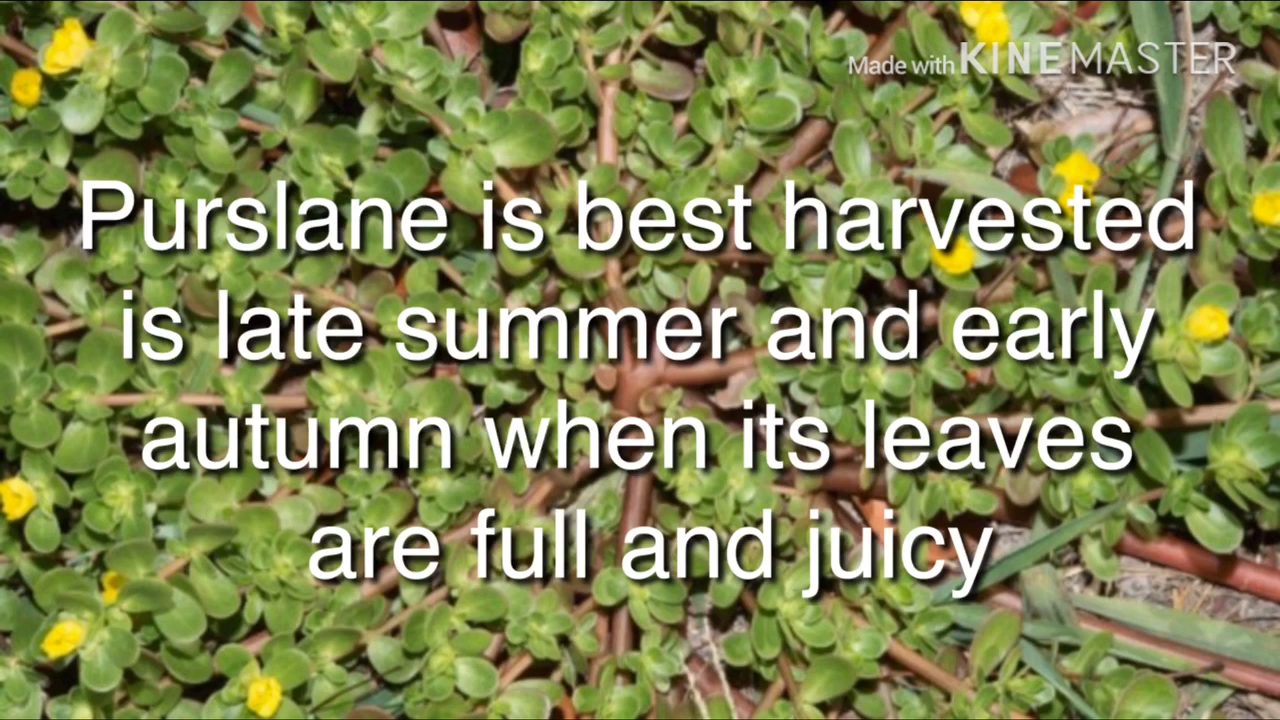 Made with KINEMASTER
Purslane is best harvested
is late summer and early
autumn when its leaves
are full and juicy